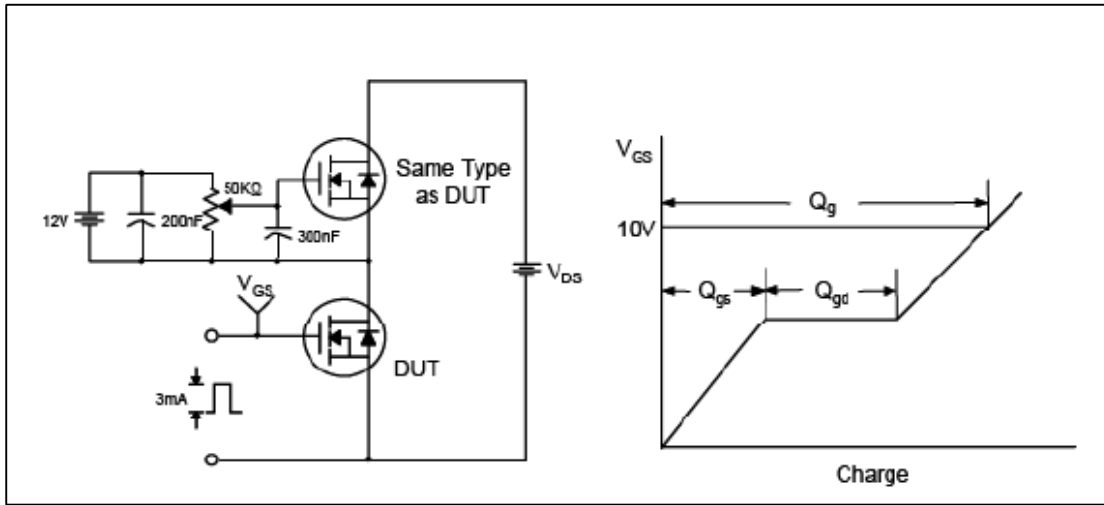 Same Type
as DUT
50KΩ
12V
200nF
300nF
V_GS
V_DS
DUT
3mA
V_GS
Q_g
10V
Q_gs
Q_gd
Charge